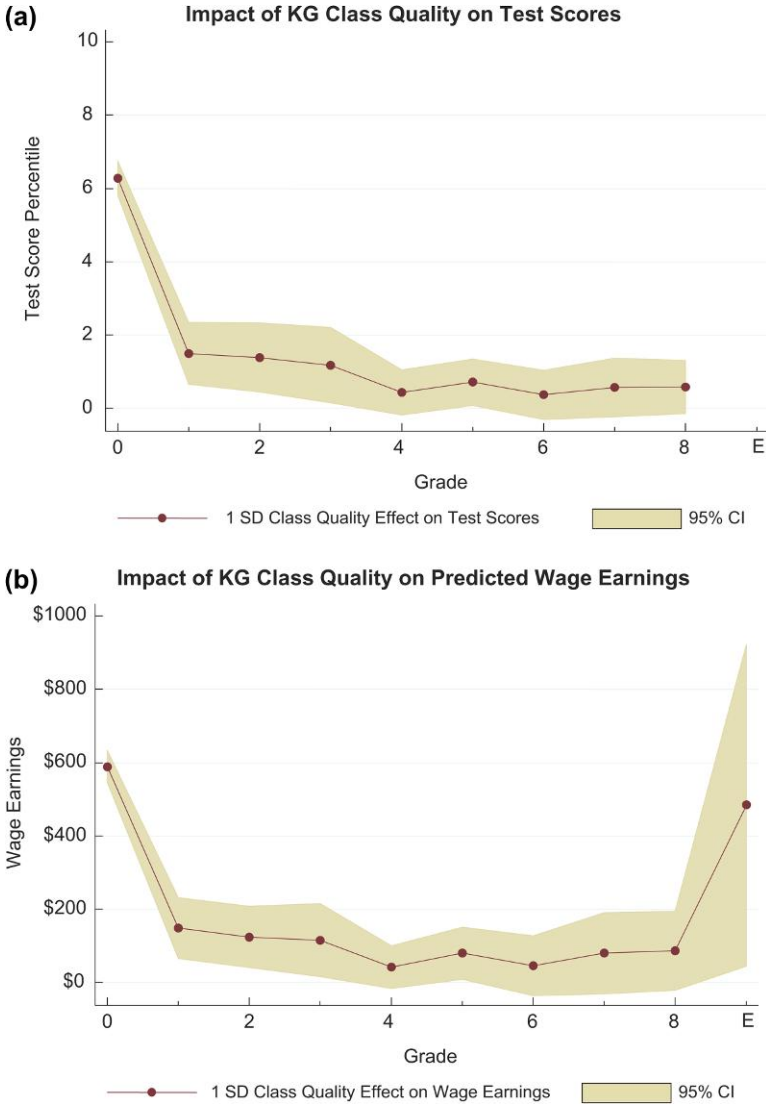 (a)
Impact of KG Class Quality on Test Scores
10
8
6
4
2
0
Test Score Percentile
0 2 4 6 8 E
Grade
1 SD Class Quality Effect on Test Scores 95% CI
(b)
Impact of KG Class Quality on Predicted Wage Earnings
$1000
$800
$600
$400
$200
$0
Wage Earnings
0 2 4 6 8 E
Grade
1 SD Class Quality Effect on Wage Earnings 95% CI